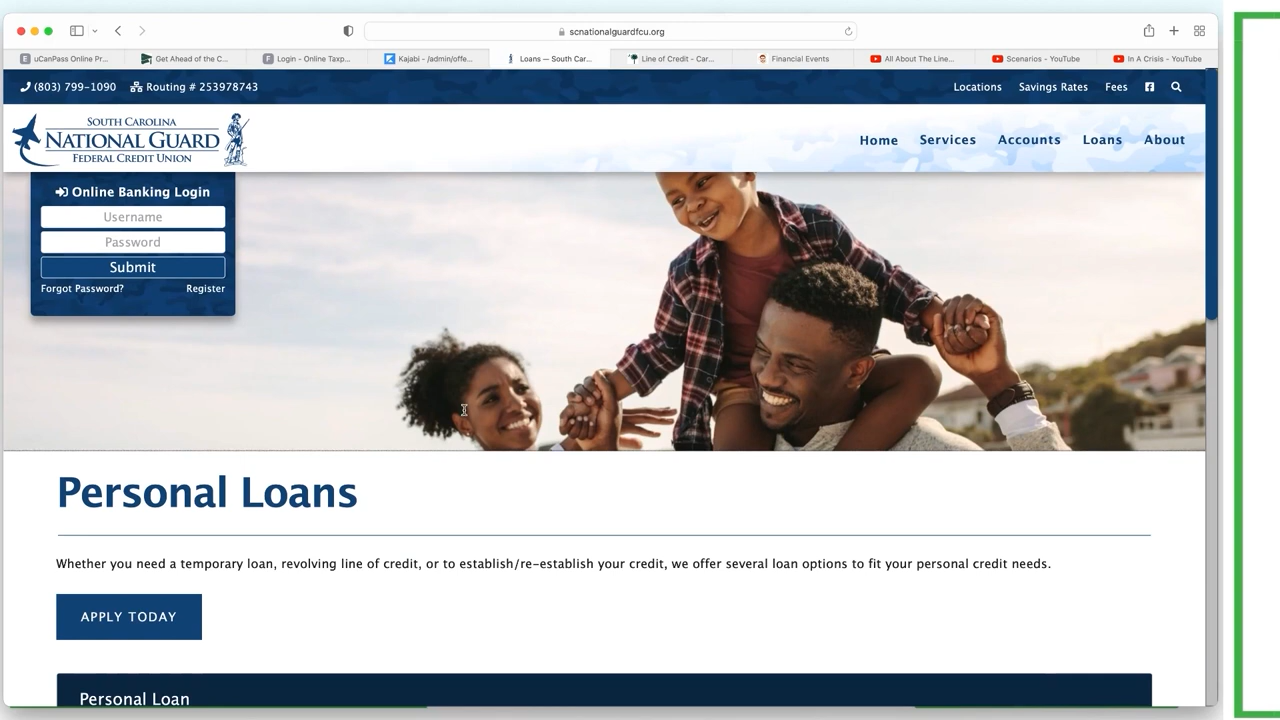 scnationalguardfcu.org
uCanPass Online Pr...
Get Ahead of the C...
Login - Online Taxp...
Kajabi - /admin/offe...
Loans — South Car...
Line of Credit - Car...
Financial Events
All About The Line...
Scenarios - YouTube
In A Crisis - YouTube
(803) 799-1090 Routing # 253978743
Locations Savings Rates Fees
SOUTH CAROLINA
NATIONAL GUARD
FEDERAL CREDIT UNION
Home Services Accounts Loans About
Online Banking Login
Username
Password
Submit
Forgot Password? Register
Personal Loans
Whether you need a temporary loan, revolving line of credit, or to establish/re-establish your credit, we offer several loan options to fit your personal credit needs.
APPLY TODAY
Personal Loan